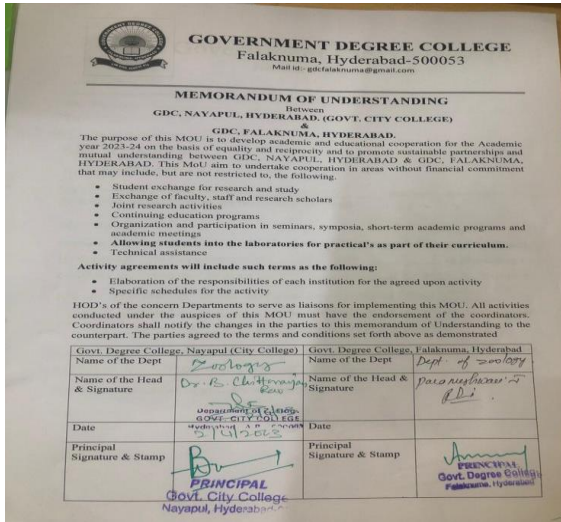 GOVERNMENT DEGREE COLLEGE
Falaknuma, Hyderabad-500053
Mail id:- gdcfalaknuma@gmail.com
MEMORANDUM OF UNDERSTANDING
Between
GDC, NAYAPUL, HYDERABAD. (GOVT. CITY COLLEGE)
&
GDC, FALAKNUMA, HYDERABAD.
The purpose of this MOU is to develop academic and educational cooperation for the Academic
year 2023-24 on the basis of equality and reciprocity and to promote sustainable partnerships and
mutual understanding between GDC, NAYAPUL, HYDERABAD & GDC, FALAKNUMA,
HYDERABAD. This MoU aim to undertake cooperation in areas without financial commitment
that may include, but are not restricted to, the following.
• Student exchange for research and study
• Exchange of faculty, staff and research scholars
• Joint research activities
• Continuing education programs
• Organization and participation in seminars, symposia, short-term academic programs and
academic meetings
• Allowing students into the laboratories for practical's as part of their curriculum.
• Technical assistance
Activity agreements will include such terms as the following:
• Elaboration of the responsibilities of each institution for the agreed upon activity
• Specific schedules for the activity
HOD's of the concern Departments to serve as liaisons for implementing this MOU. All activities
conducted under the auspices of this MOU must have the endorsement of the coordinators.
Coordinators shall notify the changes in the parties to this memorandum of Understanding to the
counterpart. The parties agreed to the terms and conditions set forth above as demonstrated
Govt. Degree College, Nayapul (City College) Govt. Degree College, Falaknuma, Hyderabad
Name of the Dept Zoology Name of the Dept Dept of zoology
Name of the Head
& Signature
Dr. B.
Rao
Department of Zoology
GOVT. CITY COLLEGE
Name of the Head &
Signature
Date 2/4/2023 Date
Principal
Signature & Stamp
PRINCIPAL
Govt. City College
Nayapul, Hyderabad
Principal
Signature & Stamp
PRINCIPAL
Govt. Degree College
Falaknuma, Hyderabad